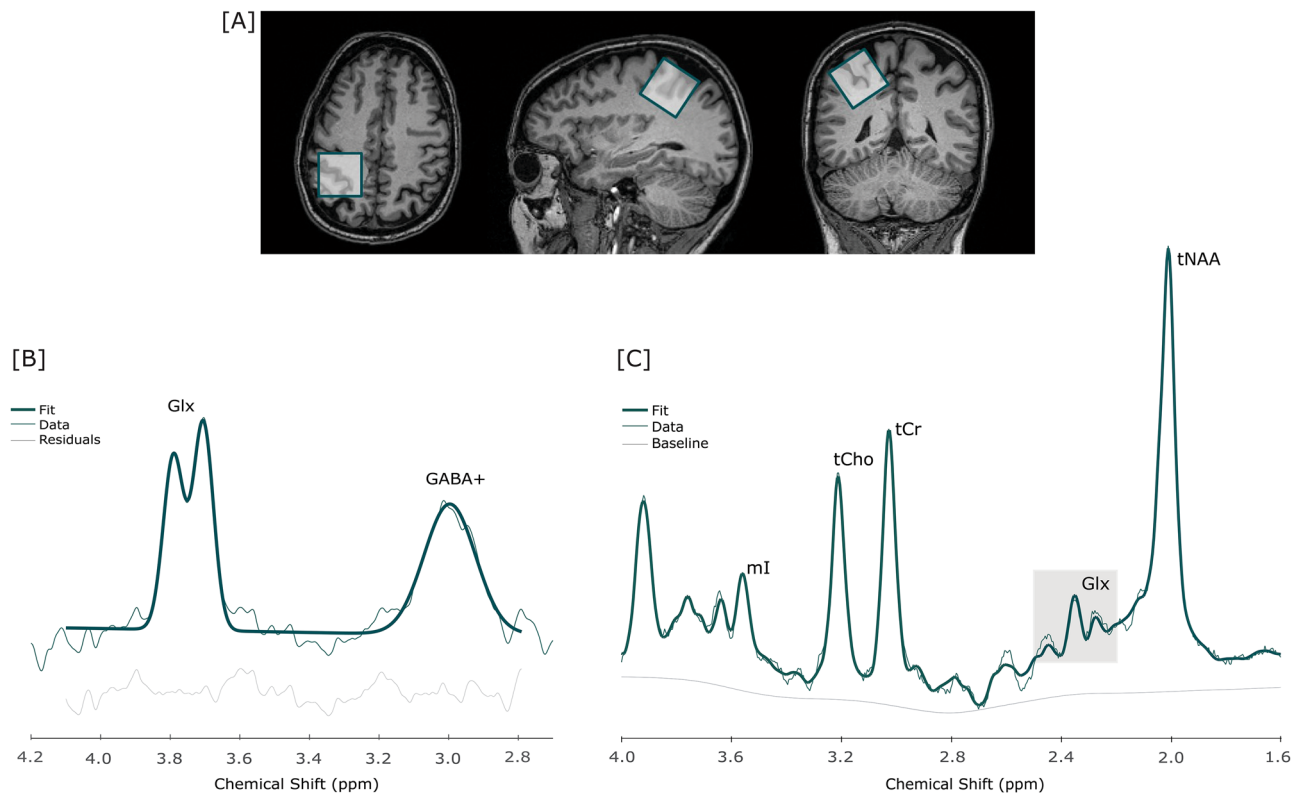 [A]
[B]
Fit
Data
Residuals
Glx
GABA+
4.2 4.0 3.8 3.6 3.4 3.2 3.0 2.8
Chemical Shift (ppm)
[C]
Fit
Data
Baseline
mI
tCho
tCr
Glx
tNAA
4.0 3.6 3.2 2.8 2.4 2.0 1.6
Chemical Shift (ppm)